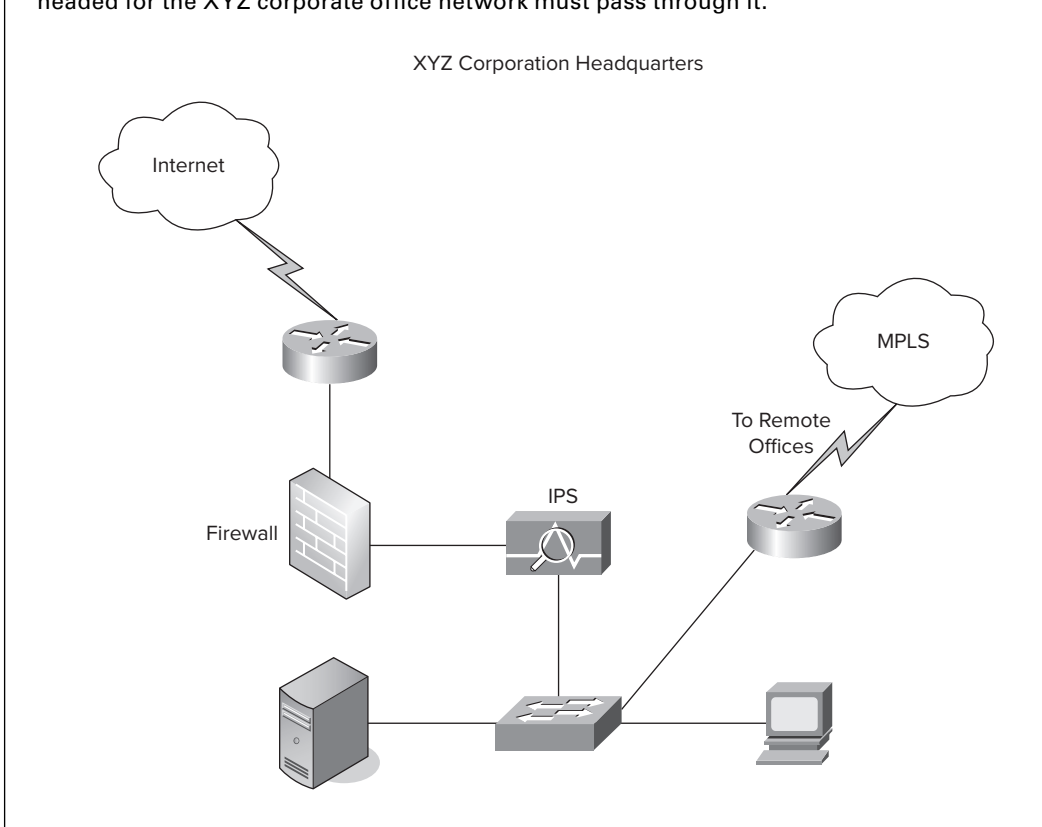 headed for the XYZ corporate office network must pass through it.
XYZ Corporation Headquarters
Internet
MPLS
To Remote
Offices
IPS
Firewall